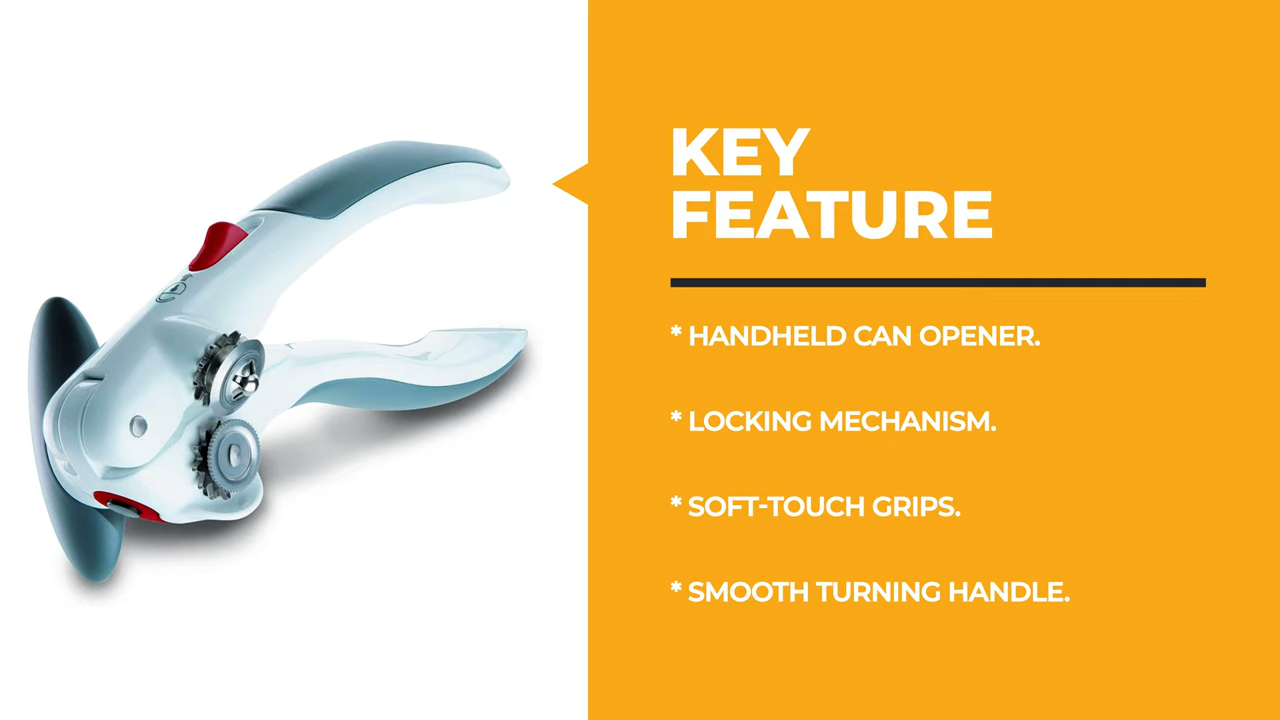 KEY
FEATURE
* HANDHELD CAN OPENER.
* LOCKING MECHANISM.
* SOFT-TOUCH GRIPS.
* SMOOTH TURNING HANDLE.